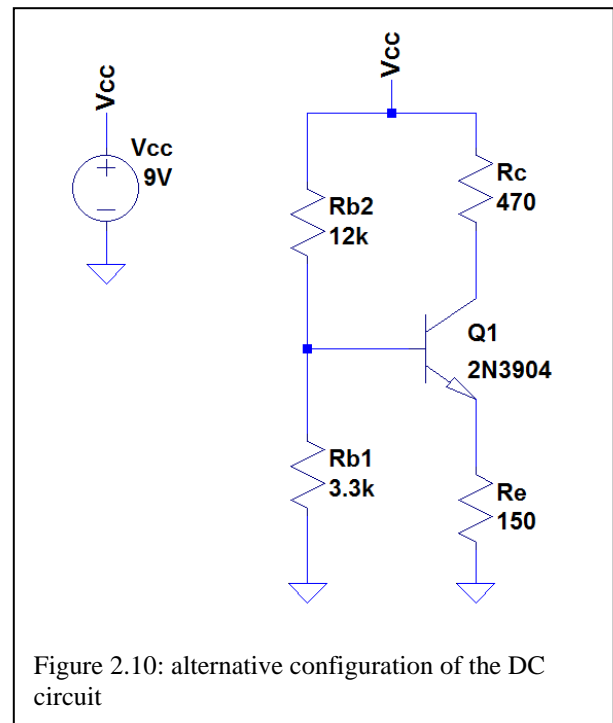 Vcc
Vcc
9V
Vcc
Rb2
12k
Rc
470
Q1
2N3904
Rb1
3.3k
Re
150
Figure 2.10: alternative configuration of the DC
circuit